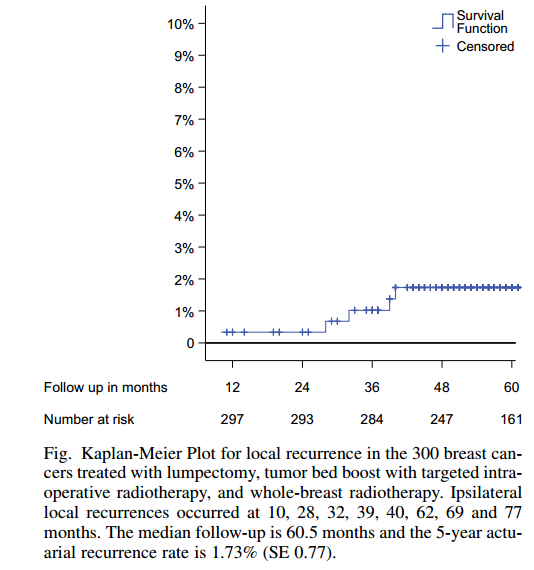 10%
9%
8%
7%
6%
5%
4%
3%
2%
1%
0
Survival
Function
Censored
Follow up in months 12 24 36 48 60
Number at risk 297 293 284 247 161
Fig. Kaplan-Meier Plot for local recurrence in the 300 breast can-
cers treated with lumpectomy, tumor bed boost with targeted intra-
operative radiotherapy, and whole-breast radiotherapy. Ipsilateral
local recurrences occurred at 10, 28, 32, 39, 40, 62, 69 and 77
months. The median follow-up is 60.5 months and the 5-year actu-
arial recurrence rate is 1.73% (SE 0.77).